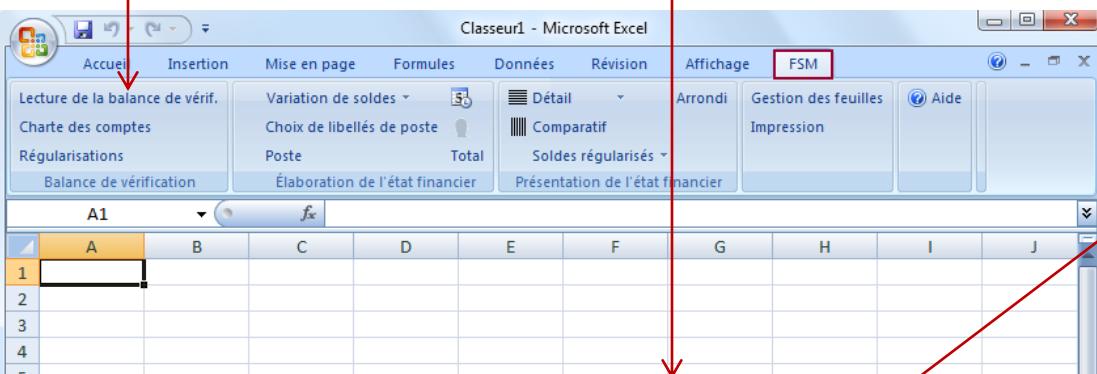 Classeur1 - Microsoft Excel
Accueil Insertion Mise en page Formules Données Révision Affichage FSM
Lecture de la balance de vérif. Variation de soldes Détail Arrondi Gestion des feuilles Aide
Charte des comptes Choix de libellés de poste Comparatif Impression
Régularisations Poste Total Soldes régularisés
Balance de vérification Élaboration de l'état financier Présentation de l'état financier
A1 fx
A B C D E F G H I J
1
2
3
4